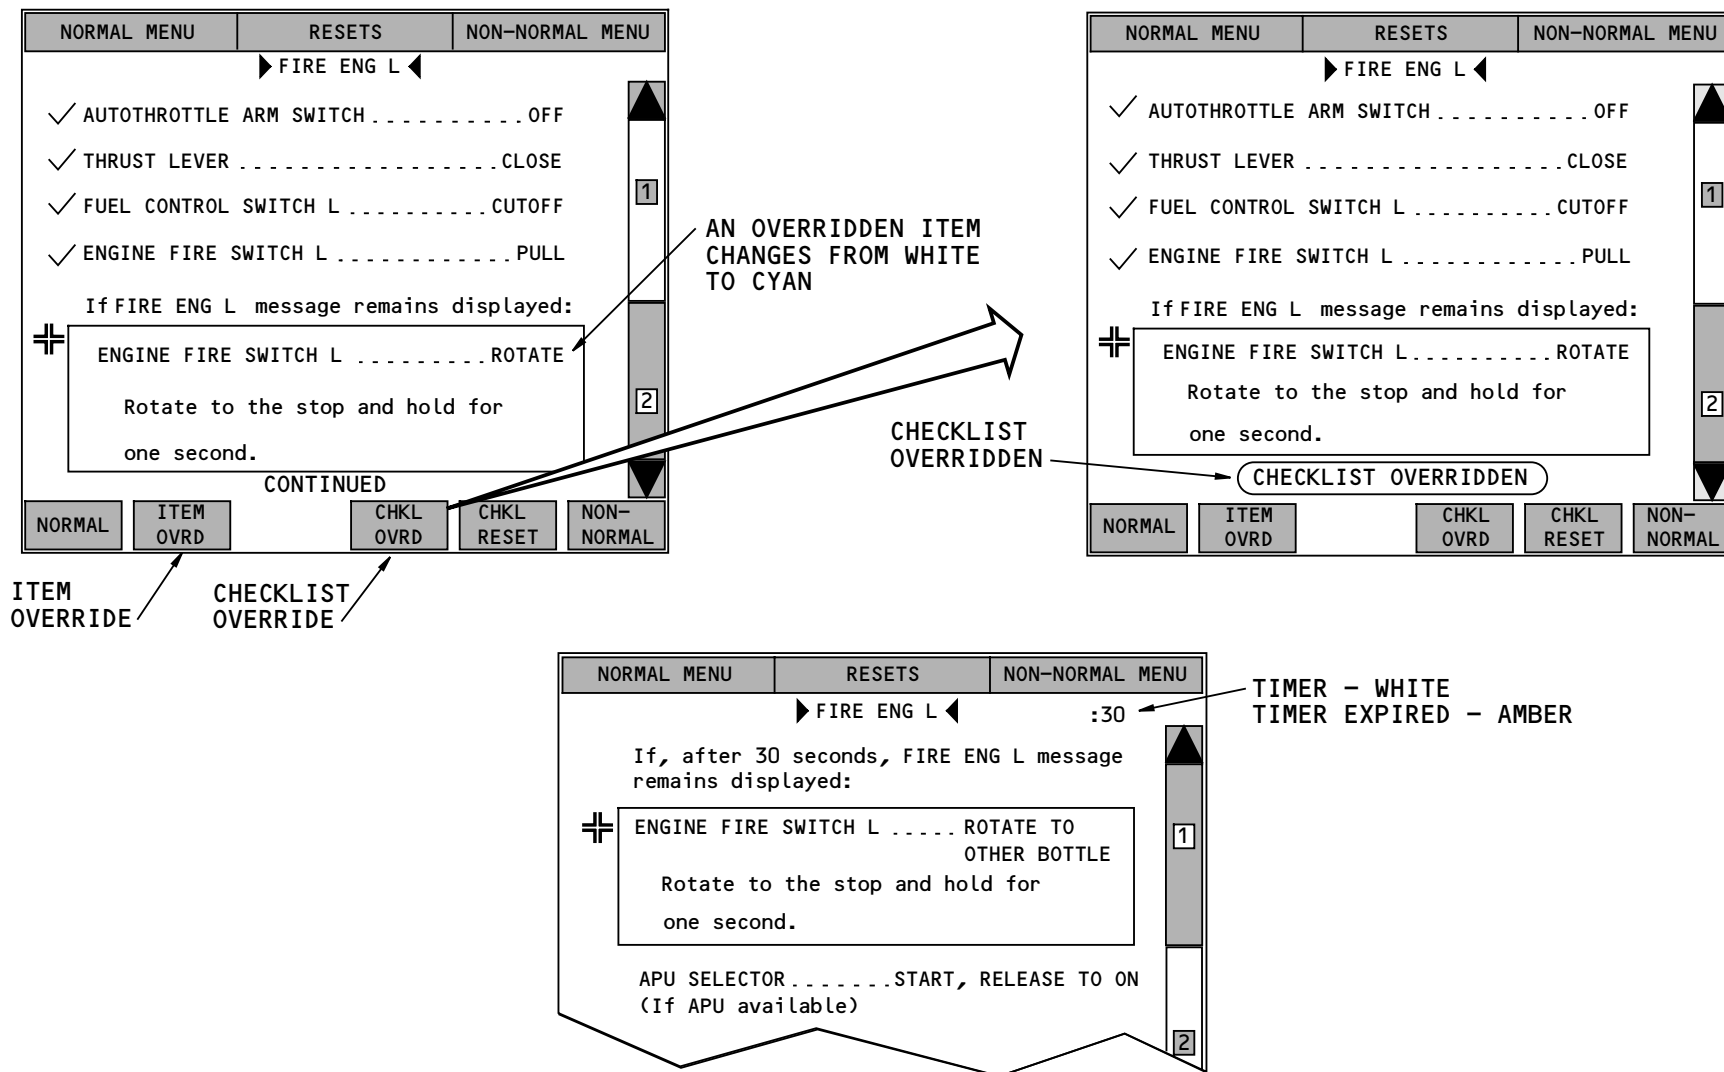 NORMAL MENU RESETS NON-NORMAL MENU
FIRE ENG L
AUTOTHROTTLE ARM SWITCH . . . . . . . . . . . OFF
THRUST LEVER . . . . . . . . . . . . . . . . . . CLOSE
FUEL CONTROL SWITCH L . . . . . . . . . . CUTOFF
ENGINE FIRE SWITCH L . . . . . . . . . . . . . PULL
If FIRE ENG L message remains displayed:
ENGINE FIRE SWITCH L . . . . . . . . . ROTATE
Rotate to the stop and hold for
one second.
CONTINUED
1
2
NORMAL
ITEM
OVRD
CHKL
OVRD
CHKL
RESET
NON-
NORMAL
ITEM
OVERRIDE
CHECKLIST
OVERRIDE
AN OVERRIDDEN ITEM
CHANGES FROM WHITE
TO CYAN
NORMAL MENU RESETS NON-NORMAL MENU
FIRE ENG L
AUTOTHROTTLE ARM SWITCH . . . . . . . . . . . OFF
THRUST LEVER . . . . . . . . . . . . . . . . . . CLOSE
FUEL CONTROL SWITCH L . . . . . . . . . . CUTOFF
ENGINE FIRE SWITCH L . . . . . . . . . . . . . PULL
If FIRE ENG L message remains displayed:
ENGINE FIRE SWITCH L . . . . . . . . . . ROTATE
Rotate to the stop and hold for
one second.
CHECKLIST OVERRIDDEN
1
2
NORMAL
ITEM
OVRD
CHKL
OVRD
CHKL
RESET
NON-
NORMAL
CHECKLIST
OVERRIDDEN
NORMAL MENU RESETS NON-NORMAL MENU
FIRE ENG L :30
If, after 30 seconds, FIRE ENG L message
remains displayed:
ENGINE FIRE SWITCH L . . . . . ROTATE TO
OTHER BOTTLE
Rotate to the stop and hold for
one second.
APU SELECTOR . . . . . . . START, RELEASE TO ON
(If APU available)
1
2
TIMER - WHITE
TIMER EXPIRED - AMBER